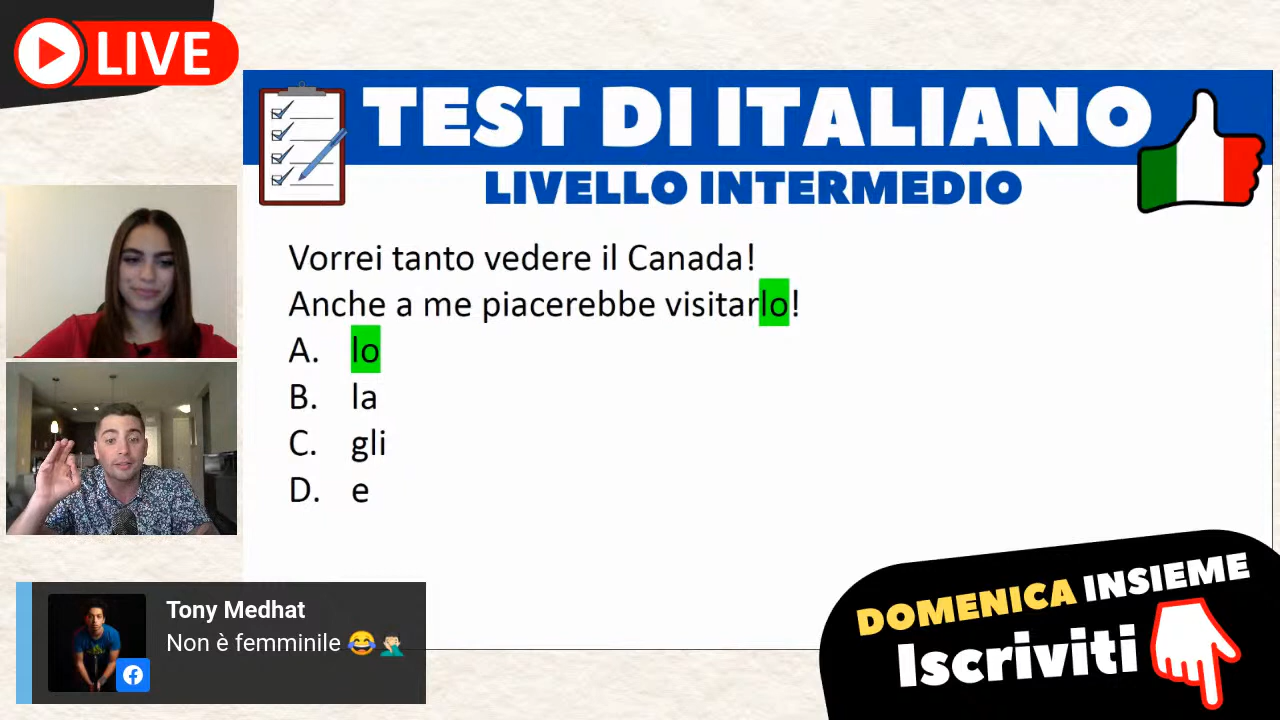 LIVE
TEST DI ITALIANO
LIVELLO INTERMEDIO
Vorrei tanto vedere il Canada!
Anche a me piacerebbe visitarlo!
A. lo
B. la
C. gli
D. e
Tony Medhat
Non è femminile 😂🤦🏻‍♂️
DOMENICA INSIEME
Iscriviti